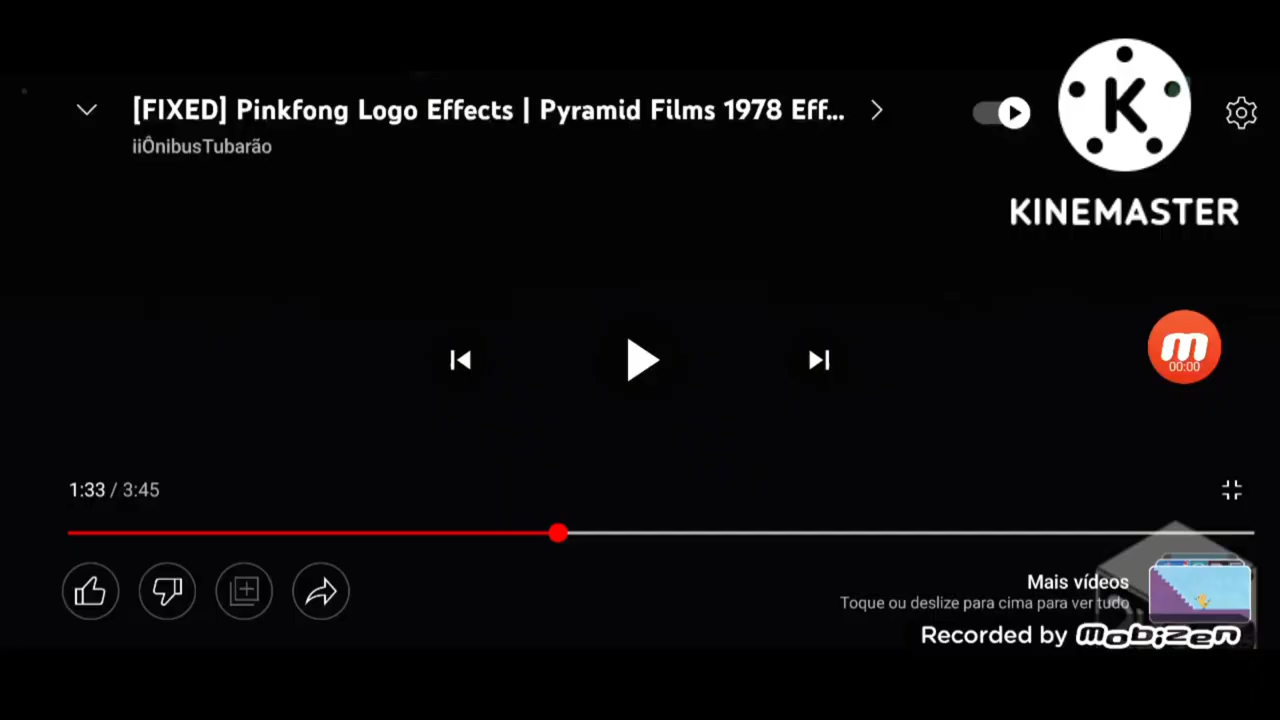 [FIXED] Pinkfong Logo Effects | Pyramid Films 1978 Eff...
iiÔnibusTubarão
K
KINEMASTER
m
00:00
1:33 / 3:45
Mais vídeos
Toque ou deslize para cima para ver tudo
Recorded by mobizen